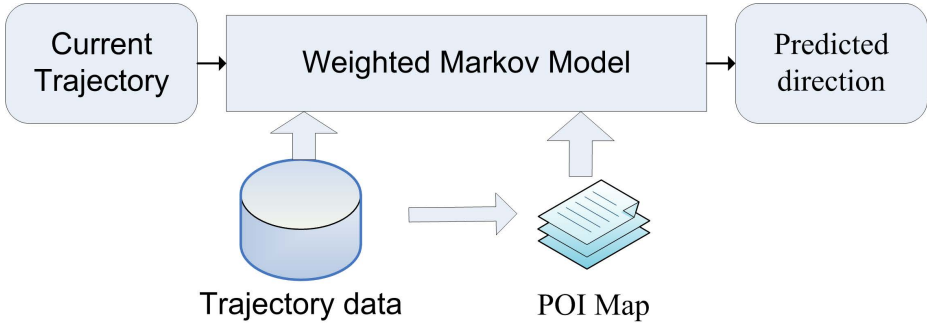 Current
Trajectory
Weighted Markov Model
Predicted
direction
Trajectory data
POI Map